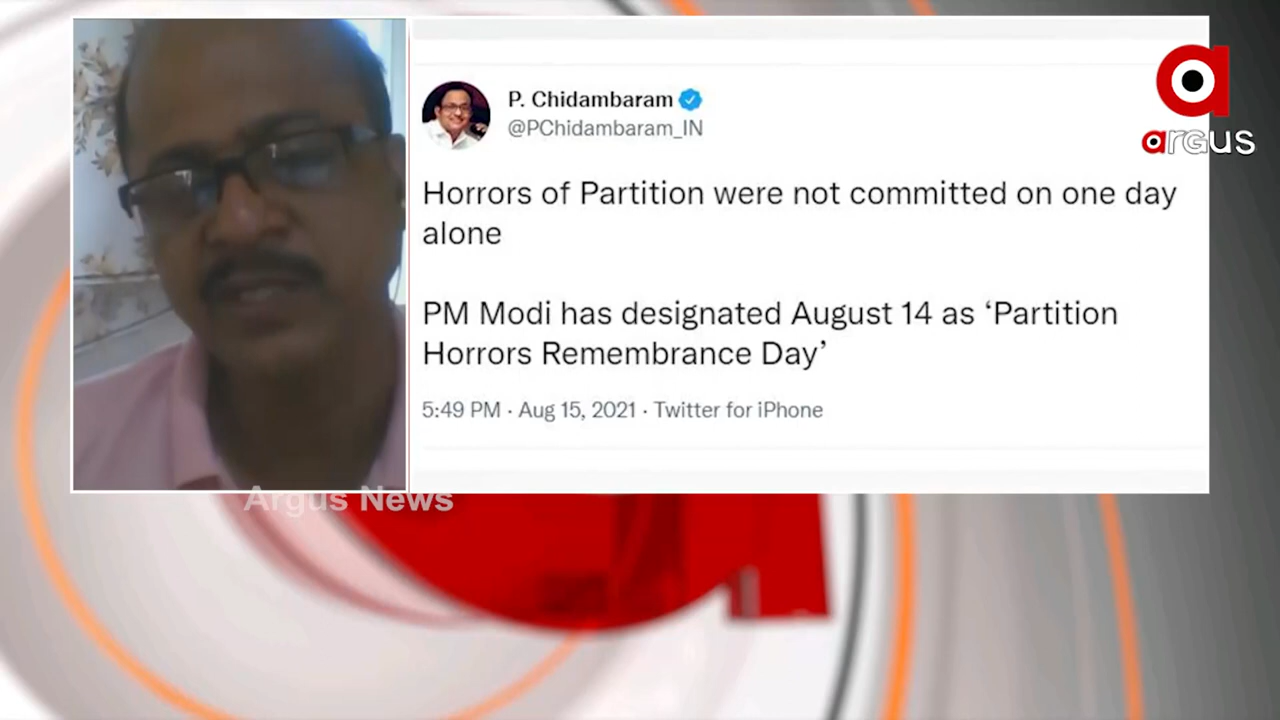 P. Chidambaram
@PChidambaram_IN
argus
Horrors of Partition were not committed on one day
alone
PM Modi has designated August 14 as ‘Partition
Horrors Remembrance Day’
5:49 PM · Aug 15, 2021 · Twitter for iPhone
Argus News